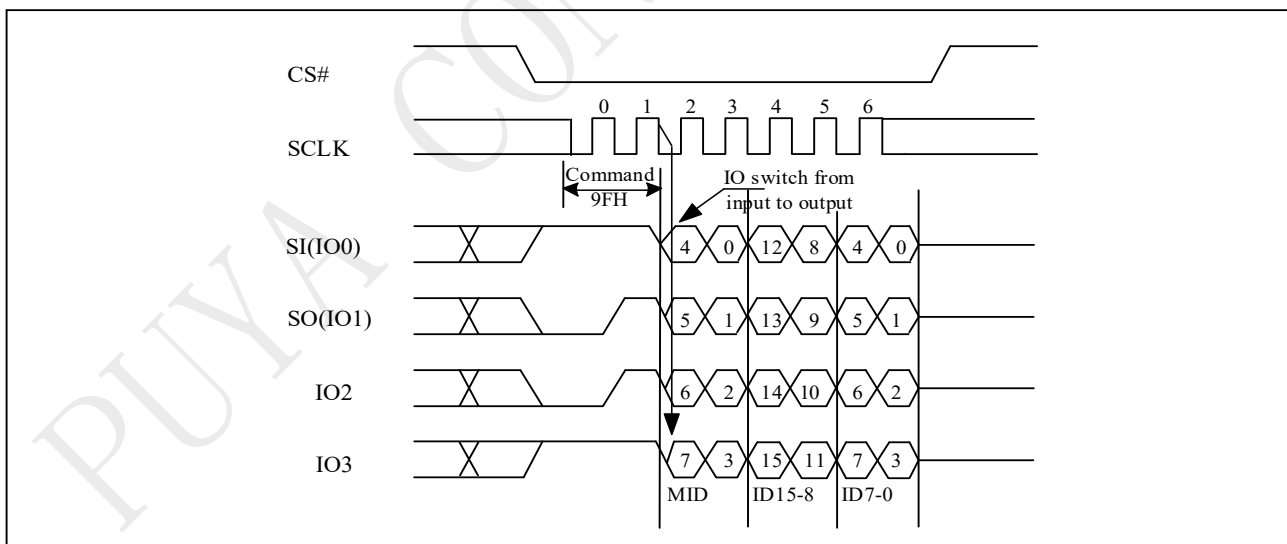 PUYA CON
CS#
0 1 2 3 4 5 6
SCLK
Command
9FH
IO switch from
input to output
SI(IO0) 4 0 12 8 4 0
SO(IO1) 5 1 13 9 5 1
IO2 6 2 14 10 6 2
IO3 7 3 15 11 7 3
MID ID15-8 ID7-0